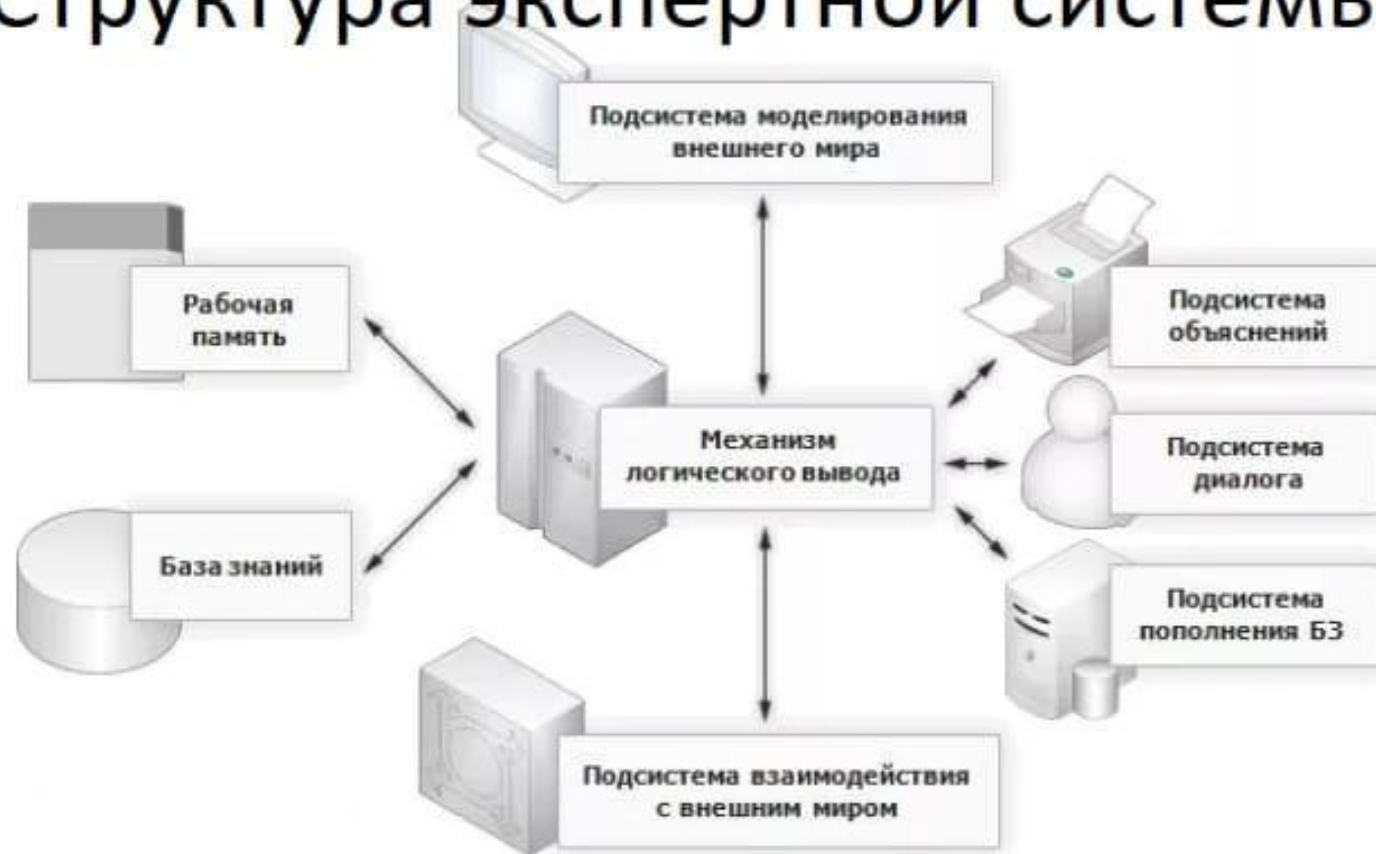 Структура экспертной системы
Подсистема моделирования
внешнего мира
Рабочая
память
Подсистема
объяснений
Механизм
логического вывода
Подсистема
диалога
База знаний
Подсистема
пополнения БЗ
Подсистема взаимодействия
с внешним миром